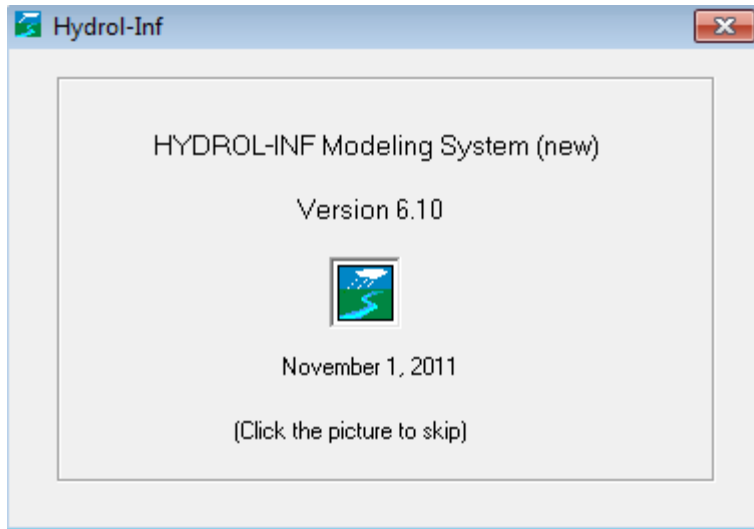 Hydrol-Inf
HYDROL-INF Modeling System (new)
Version 6.10
November 1, 2011
(Click the picture to skip)